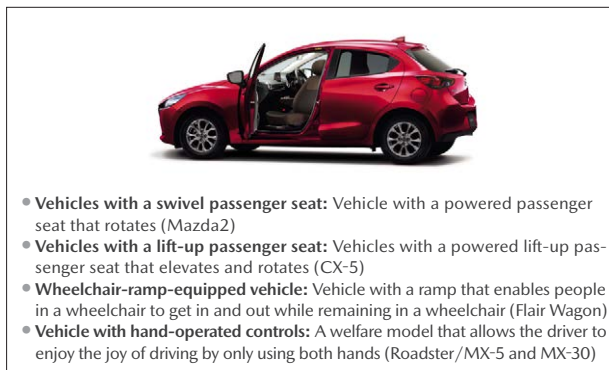 • Vehicles with a swivel passenger seat: Vehicle with a powered passenger
seat that rotates (Mazda2)
• Vehicles with a lift-up passenger seat: Vehicles with a powered lift-up pas-
senger seat that elevates and rotates (CX-5)
• Wheelchair-ramp-equipped vehicle: Vehicle with a ramp that enables people
in a wheelchair to get in and out while remaining in a wheelchair (Flair Wagon)
• Vehicle with hand-operated controls: A welfare model that allows the driver to
enjoy the joy of driving by only using both hands (Roadster/MX-5 and MX-30)